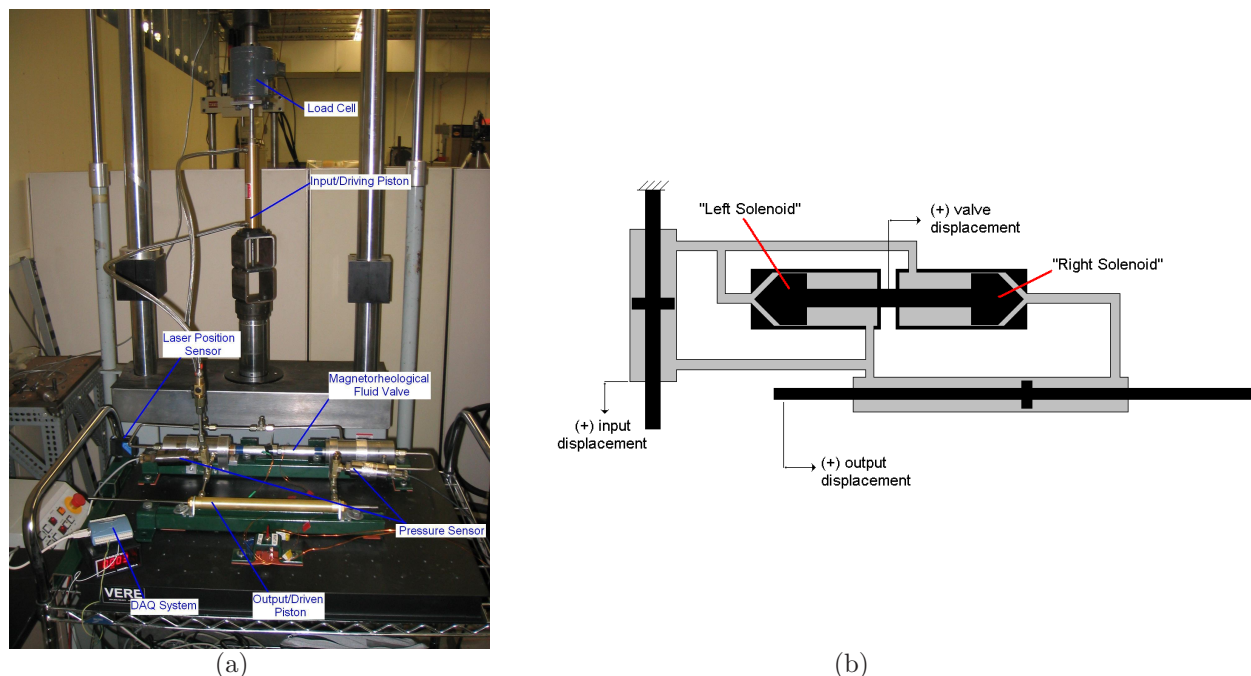 Load Cell
Input/Driving Piston
Laser Position
Sensor
Magnetorheological
Fluid Valve
Pressure Sensor
VERE
DAQ System
Output/Driven
Piston
(a)
"Left Solenoid"
(+) valve
displacement
"Right Solenoid"
(+) input
displacement
(+) output
displacement
(b)